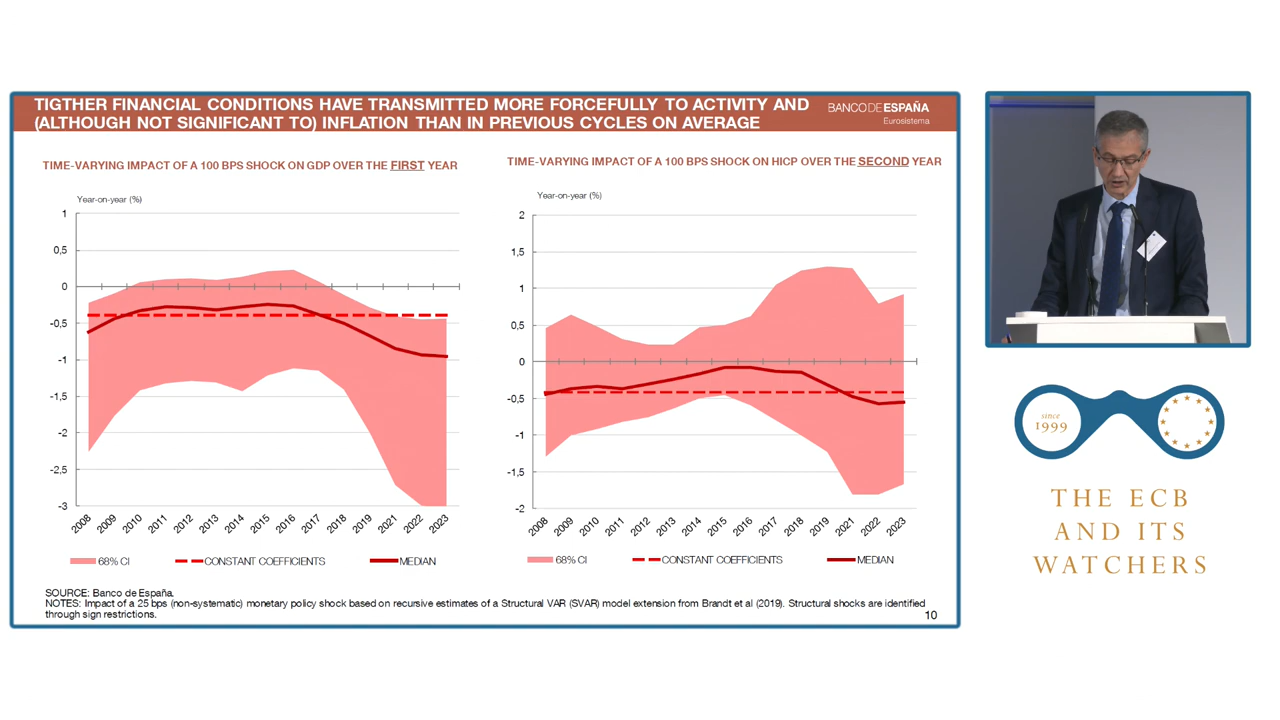 TIGTHER FINANCIAL CONDITIONS HAVE TRANSMITTED MORE FORCEFULLY TO ACTIVITY AND
(ALTHOUGH NOT SIGNIFICANT TO) INFLATION THAN IN PREVIOUS CYCLES ON AVERAGE
BANCODEESPAÑA
Eurosistema
TIME-VARYING IMPACT OF A 100 BPS SHOCK ON GDP OVER THE FIRST YEAR
Year-on-year (%)
1
0,5
0
-0,5
-1
-1,5
-2
-2,5
-3
2008 2009 2010 2011 2012 2013 2014 2015 2016 2017 2018 2019 2021 2022 2023
68% CI CONSTANT COEFFICIENTS MEDIAN
TIME-VARYING IMPACT OF A 100 BPS SHOCK ON HICP OVER THE SECOND YEAR
Year-on-year (%)
2
1,5
1
0,5
0
-0,5
-1
-1,5
-2
2008 2009 2010 2011 2012 2013 2014 2015 2016 2017 2018 2019 2021 2022 2023
68% CI CONSTANT COEFFICIENTS MEDIAN
SOURCE: Banco de España.
NOTES: Impact of a 25 bps (non-systematic) monetary policy shock based on recursive estimates of a Structural VAR (SVAR) model extension from Brandt et al (2019). Structural shocks are identified
through sign restrictions.
10
since
1999
THE ECB
AND ITS
WATCHERS